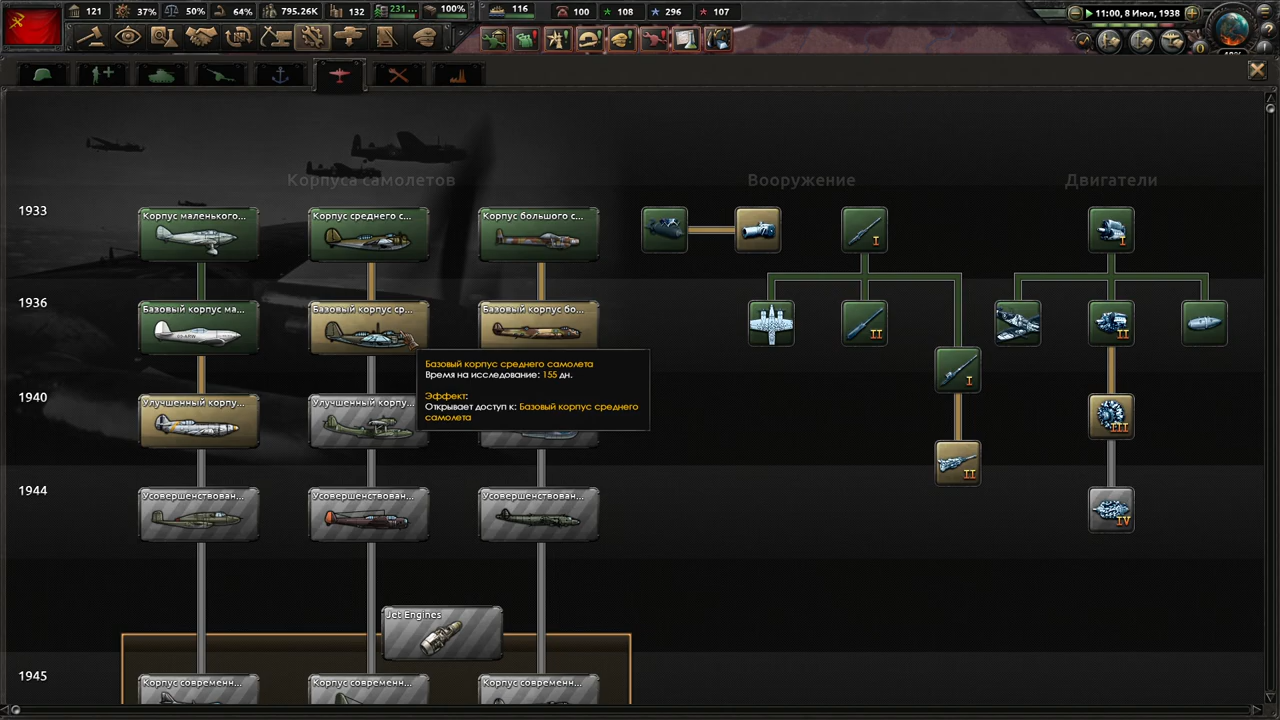 121 37% 50% 64% 795.26K 132 231... 100% 116 100 108 296 107 11:00, 8 Июл, 1938
Корпуса самолетов Вооружение Двигатели
1933
Корпус маленького... Корпус среднего с... Корпус большого с...
I I
1936
Базовый корпус ма... Базовый корпус ср... Базовый корпус бо...
II II
Базовый корпус среднего самолета
Время на исследование: 155 дн.
Эффект:
Открывает доступ к: Базовый корпус среднего
самолета
I
1940
Улучшенный корпу... Улучшенный корпу...
III
II
1944
Усовершенствован... Усовершенствован... Усовершенствован...
IV
Jet Engines
1945
Корпус современн... Корпус современн... Корпус современн...